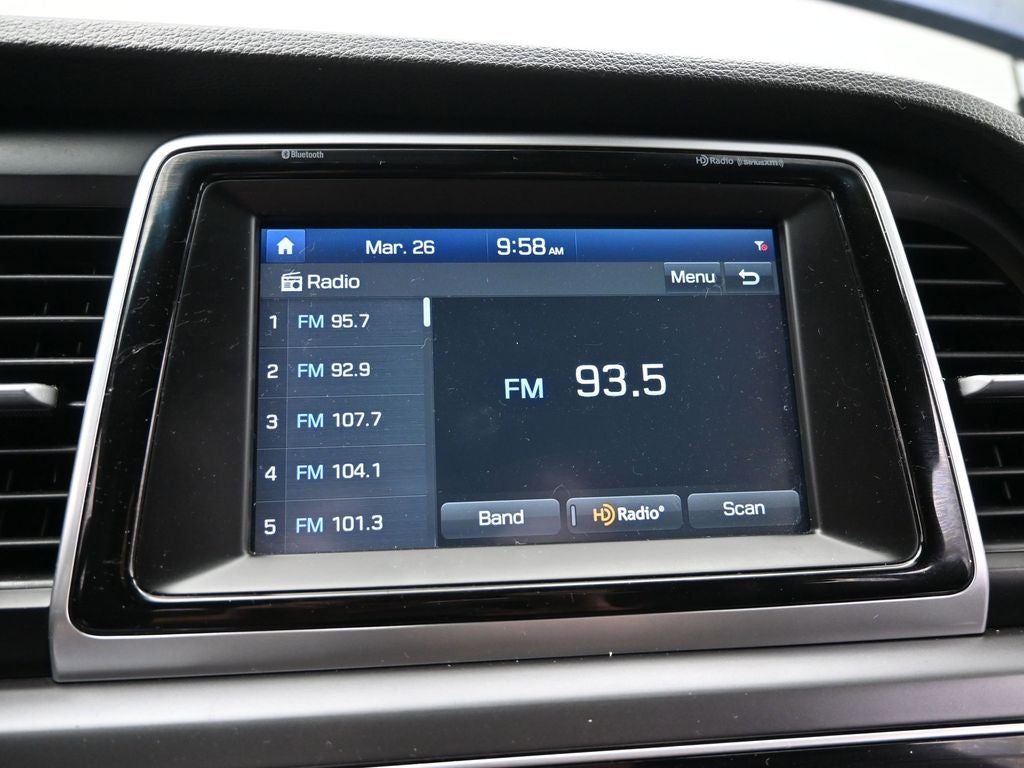 Bluetooth
HD Radio ((SiriusXM))
Mar. 26 9:58 AM
Radio Menu
1 FM 95.7
2 FM 92.9
3 FM 107.7
4 FM 104.1
5 FM 101.3
FM 93.5
Band HD Radio® Scan